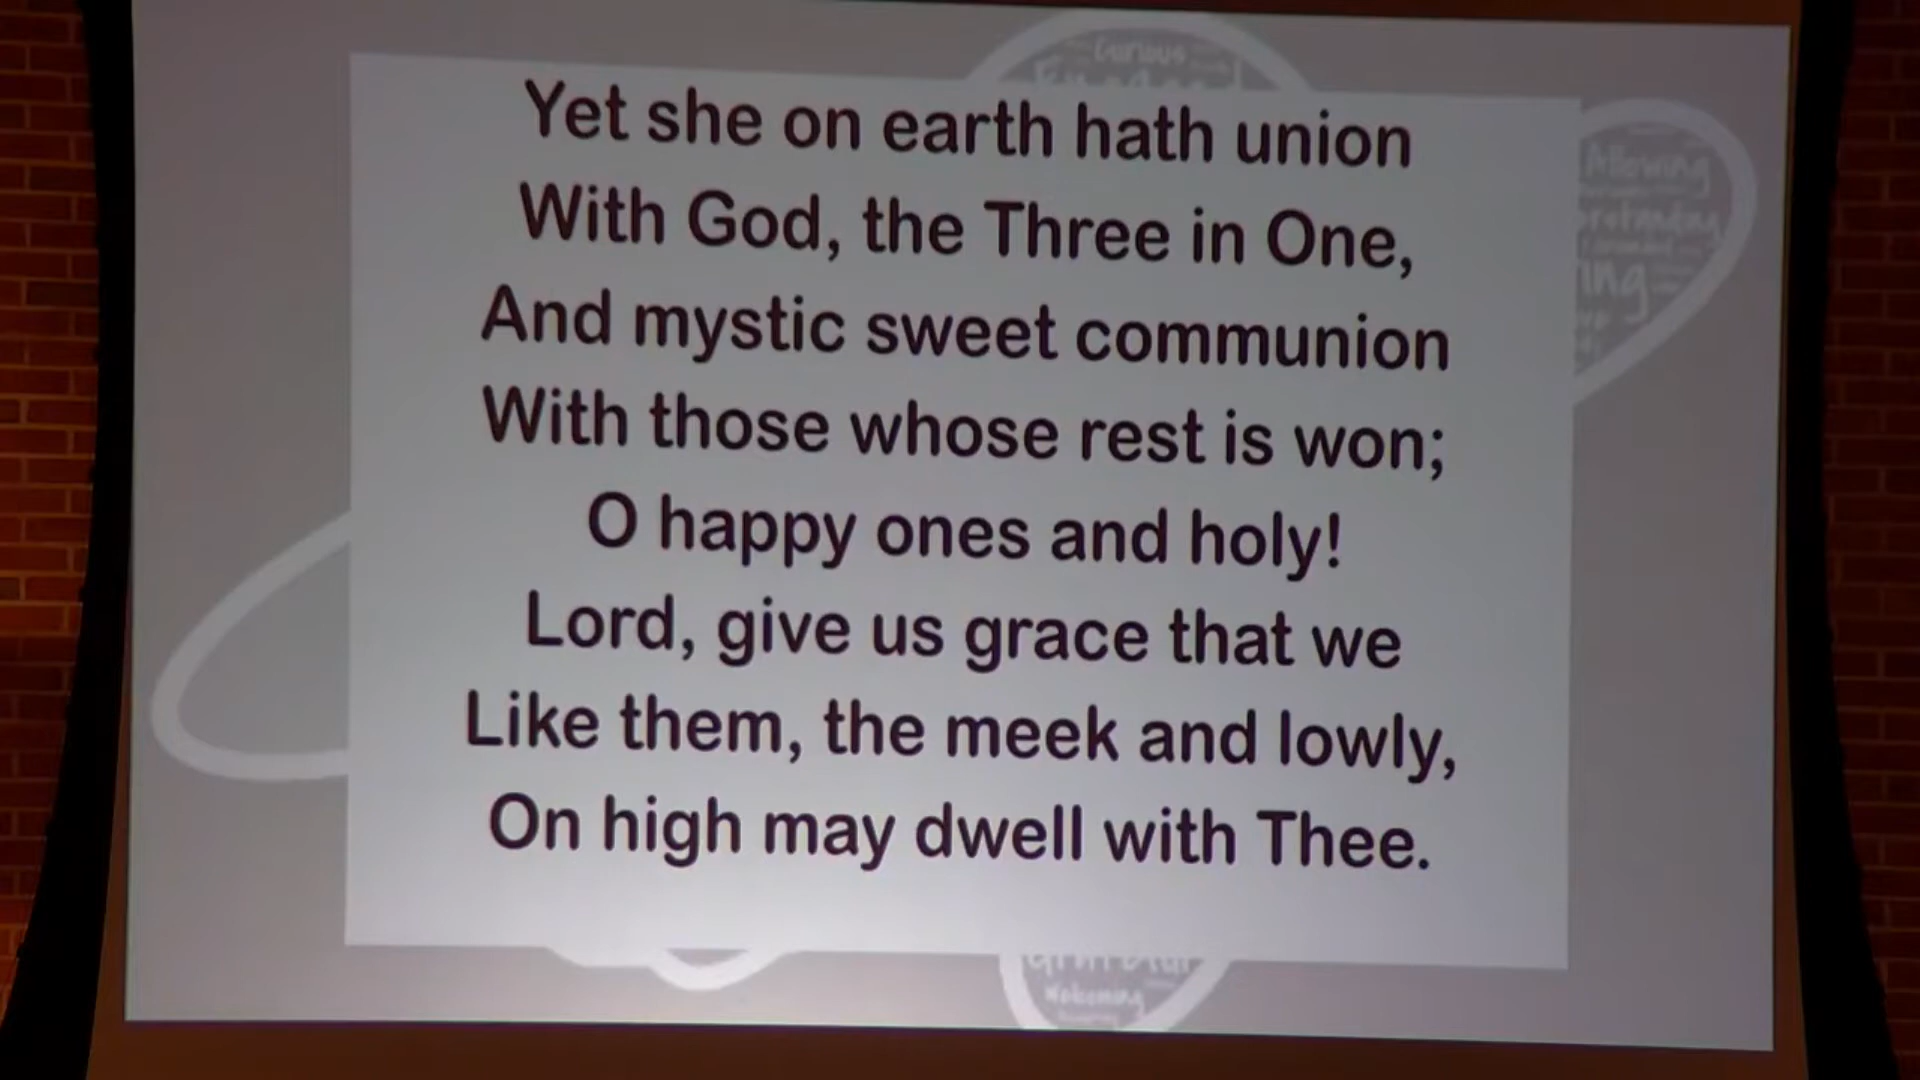 Curious
Yet she on earth hath union
With God, the Three in One,
And mystic sweet communion
With those whose rest is won;
O happy ones and holy!
Lord, give us grace that we
Like them, the meek and lowly,
On high may dwell with Thee.
Allowing